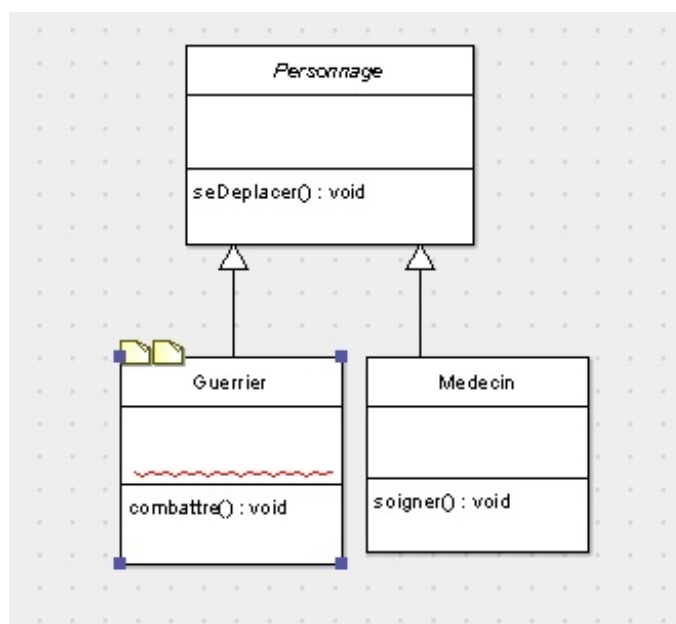 Personnage
seDeplacer() : void
Guerrier
combattre() : void
Medecin
soigner() : void